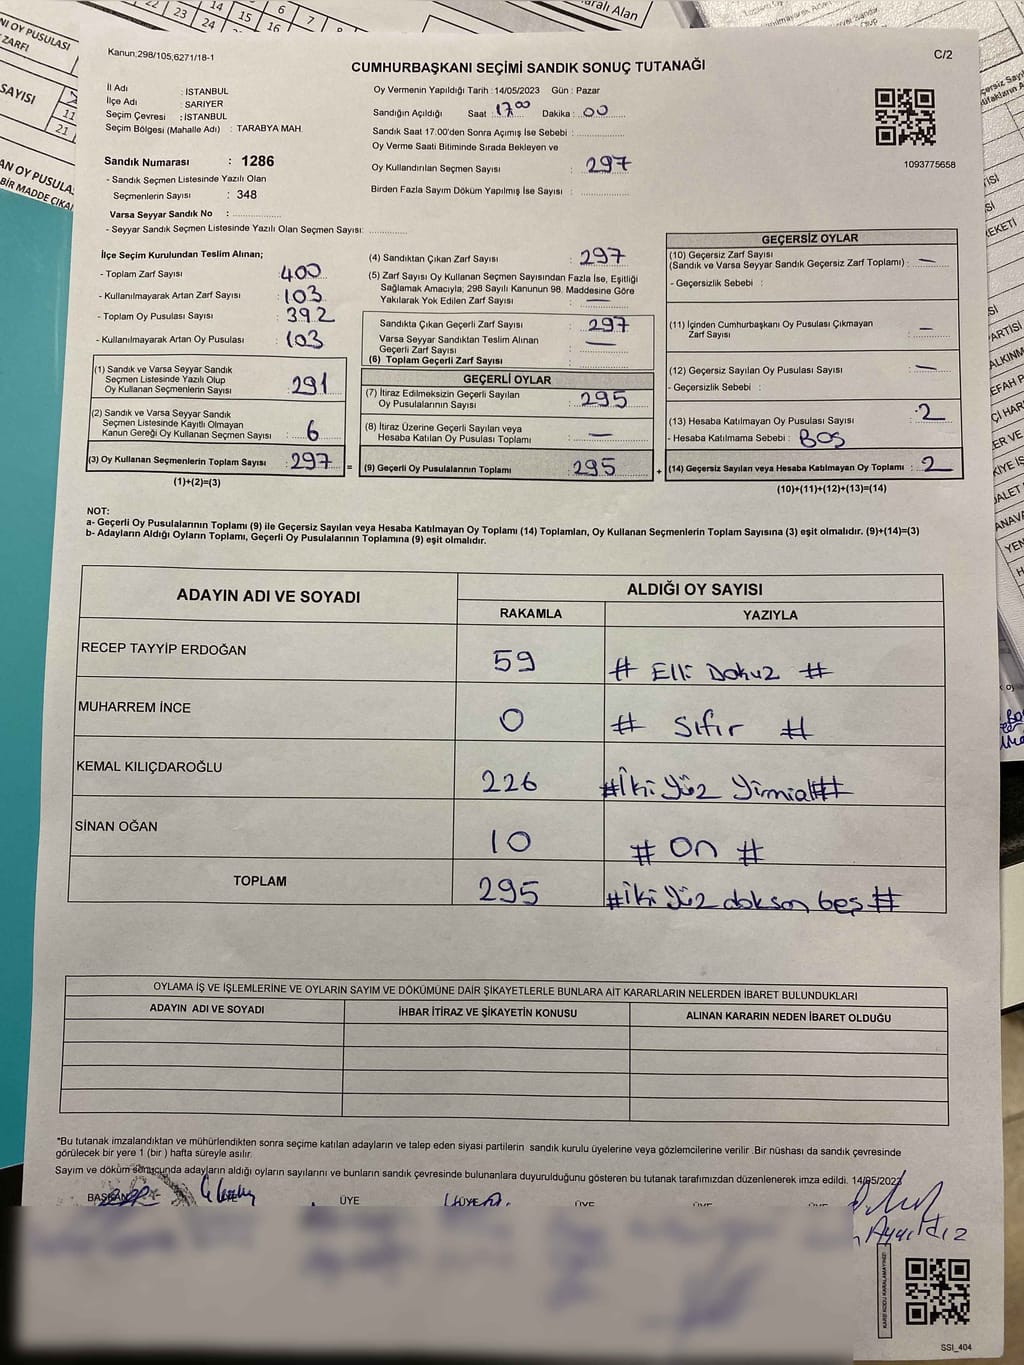 Kanun.298/105,6271/18-1
C/2
CUMHURBAŞKANI SEÇİMİ SANDIK SONUÇ TUTANAĞI
İl Adı : İSTANBUL
İlçe Adı : SARIYER
Seçim Çevresi : İSTANBUL
Seçim Bölgesi (Mahalle Adı) : TARABYA MAH.
Sandık Numarası : 1286
- Sandık Seçmen Listesinde Yazılı Olan
Seçmenlerin Sayısı : 348
Varsa Seyyar Sandık No :
- Seyyar Sandık Seçmen Listesinde Yazılı Olan Seçmen Sayısı:
Oy Vermenin Yapıldığı Tarih : 14/05/2023 Gün : Pazar
Sandığın Açıldığı Saat : 17.00 Dakika : 00
Sandık Saat 17.00'den Sonra Açımış İse Sebebi :
Oy Verme Saati Bitiminde Sırada Bekleyen ve
Oy Kullandırılan Seçmen Sayısı : 297
Birden Fazla Sayım Döküm Yapılmış İse Sayısı :
1093775658
İlçe Seçim Kurulundan Teslim Alınan;
- Toplam Zarf Sayısı : 400
- Kullanılmayarak Artan Zarf Sayısı : 103
- Toplam Oy Pusulası Sayısı : 392
- Kullanılmayarak Artan Oy Pusulası : 103
(1) Sandık ve Varsa Seyyar Sandık
Seçmen Listesinde Yazılı Olup
Oy Kullanan Seçmenlerin Sayısı : 291
(2) Sandık ve Varsa Seyyar Sandık
Seçmen Listesinde Kayıtlı Olmayan
Kanun Gereği Oy Kullanan Seçmen Sayısı : 6
(3) Oy Kullanan Seçmenlerin Toplam Sayısı : 297 =
(1)+(2)=(3)
(4) Sandıktan Çıkan Zarf Sayısı : 297
(5) Zarf Sayısı Oy Kullanan Seçmen Sayısından Fazla İse, Eşitliği
Sağlamak Amacıyla; 298 Sayılı Kanunun 98. Maddesine Göre
Yakılarak Yok Edilen Zarf Sayısı : —
Sandıkta Çıkan Geçerli Zarf Sayısı : 297
Varsa Seyyar Sandıktan Teslim Alınan : —
Geçerli Zarf Sayısı
(6) Toplam Geçerli Zarf Sayısı :
GEÇERLİ OYLAR
(7) İtiraz Edilmeksizin Geçerli Sayılan
Oy Pusulalarının Sayısı : 295
(8) İtiraz Üzerine Geçerli Sayılan veya
Hesaba Katılan Oy Pusulası Toplamı : —
(9) Geçerli Oy Pusulalarının Toplamı : 295 +
GEÇERSİZ OYLAR
(10) Geçersiz Zarf Sayısı
(Sandık ve Varsa Seyyar Sandık Geçersiz Zarf Toplamı) : —
- Geçersizlik Sebebi :
(11) İçinden Cumhurbaşkanı Oy Pusulası Çıkmayan
Zarf Sayısı : —
(12) Geçersiz Sayılan Oy Pusulası Sayısı : —
- Geçersizlik Sebebi :
(13) Hesaba Katılmayan Oy Pusulası Sayısı : 2
- Hesaba Katılmama Sebebi : BOŞ
(14) Geçersiz Sayılan veya Hesaba Katılmayan Oy Toplamı : 2
(10)+(11)+(12)+(13)=(14)
NOT:
a- Geçerli Oy Pusulalarının Toplamı (9) ile Geçersiz Sayılan veya Hesaba Katılmayan Oy Toplamı (14) Toplamları, Oy Kullanan Seçmenlerin Toplam Sayısına (3) eşit olmalıdır. (9)+(14)=(3)
b- Adayların Aldığı Oyların Toplamı, Geçerli Oy Pusulalarının Toplamına (9) eşit olmalıdır.
ADAYIN ADI VE SOYADI
ALDIĞI OY SAYISI
RAKAMLA YAZIYLA
RECEP TAYYİP ERDOĞAN 59 # Elli Dokuz #
MUHARREM İNCE 0 # Sıfır #
KEMAL KILIÇDAROĞLU 226 #İki yüz yirmialtı#
SİNAN OĞAN 10 # On #
TOPLAM 295 #İki yüz doksan beş#
OYLAMA İŞ VE İŞLEMLERİNE VE OYLARIN SAYIM VE DÖKÜMÜNE DAİR ŞİKAYETLERLE BUNLARA AİT KARARLARIN NELERDEN İBARET BULUNDUKLARI
ADAYIN ADI VE SOYADI İHBAR İTİRAZ VE ŞİKAYETİN KONUSU ALINAN KARARIN NEDEN İBARET OLDUĞU
*Bu tutanak imzalandıktan ve mühürlendikten sonra seçime katılan adayların ve talep eden siyasi partilerin sandık kurulu üyelerine veya gözlemcilerine verilir. Bir nüshası da sandık çevresinde
görülecek bir yere 1 (bir ) hafta süreyle asılır.
Sayım ve döküm sonucunda adayların aldığı oyların sayılarını ve bunların sandık çevresinde bulunanlara duyurulduğunu gösteren bu tutanak tarafımızdan düzenlenerek imza edildi. 14/05/2023
BAŞKAN ÜYE ÜYE ÜYE
KARE KODU KARALAMAYINIZ!
SSI_404